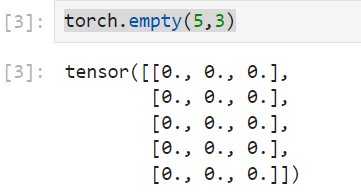 [3]: torch.empty(5,3)
[3]: tensor([[0., 0., 0.],
[0., 0., 0.],
[0., 0., 0.],
[0., 0., 0.],
[0., 0., 0.]])